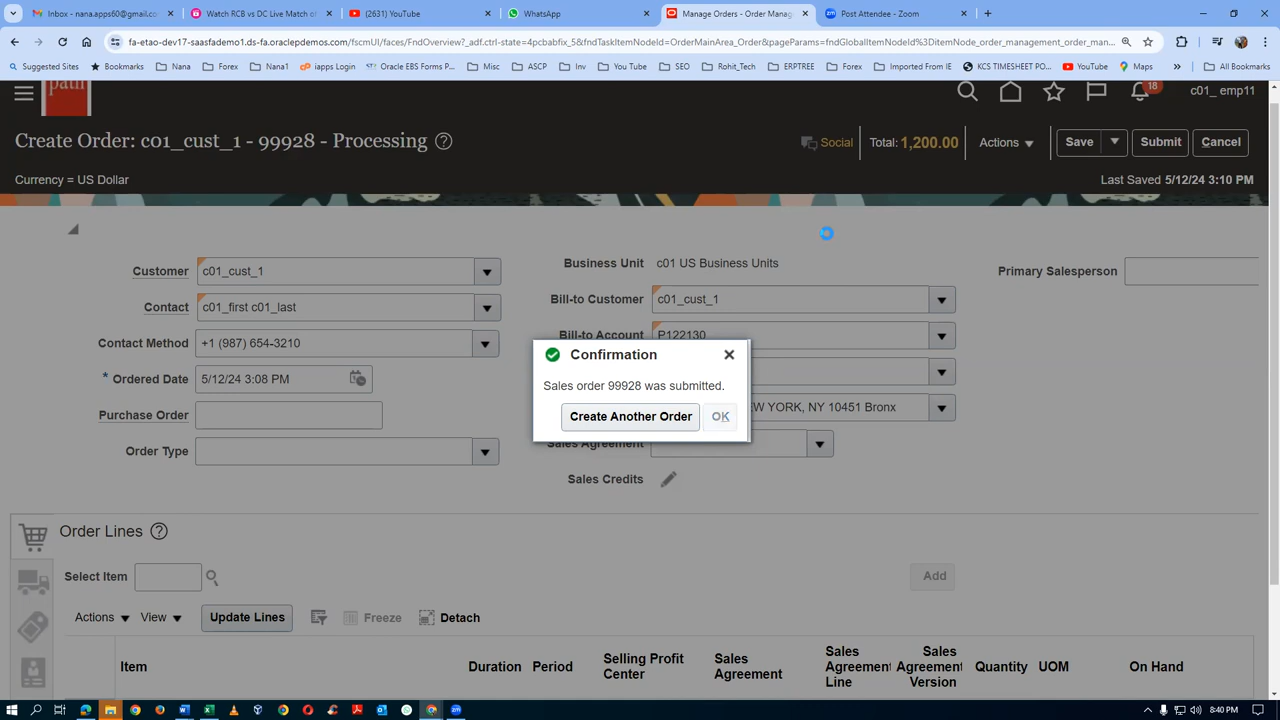 Inbox - nana.apps60@gmail.co
Watch RCB vs DC Live Match of
(2631) YouTube
WhatsApp
Manage Orders - Order Manage
Post Attendee - Zoom
fa-etao-dev17-saasfademo1.ds-fa.oraclepdemos.com/fscmUI/faces/FndOverview?_adf.ctrl-state=4pcbabfix_5&fndTaskItemNodeId=OrderMainArea_Order&pageParams=fndGlobalItemNodeId%3DitemNode_order_management_order_man...
Suggested Sites
Bookmarks
Nana
Forex
Nana1
iapps Login
Oracle EBS Forms P...
Misc
ASCP
Inv
You Tube
SEO
Rohit_Tech
ERPTREE
Forex
Imported From IE
KCS TIMESHEET PO...
YouTube
Maps
»
All Bookmarks
path
18
c01_ emp11
Create Order: c01_cust_1 - 99928 - Processing
Social
Total: 1,200.00
Actions
Save
Submit
Cancel
Currency = US Dollar
Last Saved 5/12/24 3:10 PM
Customer c01_cust_1
Business Unit c01 US Business Units
Primary Salesperson
Contact c01_first c01_last
Bill-to Customer c01_cust_1
Contact Method +1 (987) 654-3210
Bill-to Account P122130
* Ordered Date 5/12/24 3:08 PM
Purchase Order
W YORK, NY 10451 Bronx
Order Type
Sales Agreement
Sales Credits
Confirmation
Sales order 99928 was submitted.
Create Another Order
OK
Order Lines
Select Item
Add
Actions
View
Update Lines
Freeze
Detach
Item
Duration
Period
Selling Profit Center
Sales Agreement
Sales Agreement Line
Sales Agreement Version
Quantity
UOM
On Hand
8:40 PM